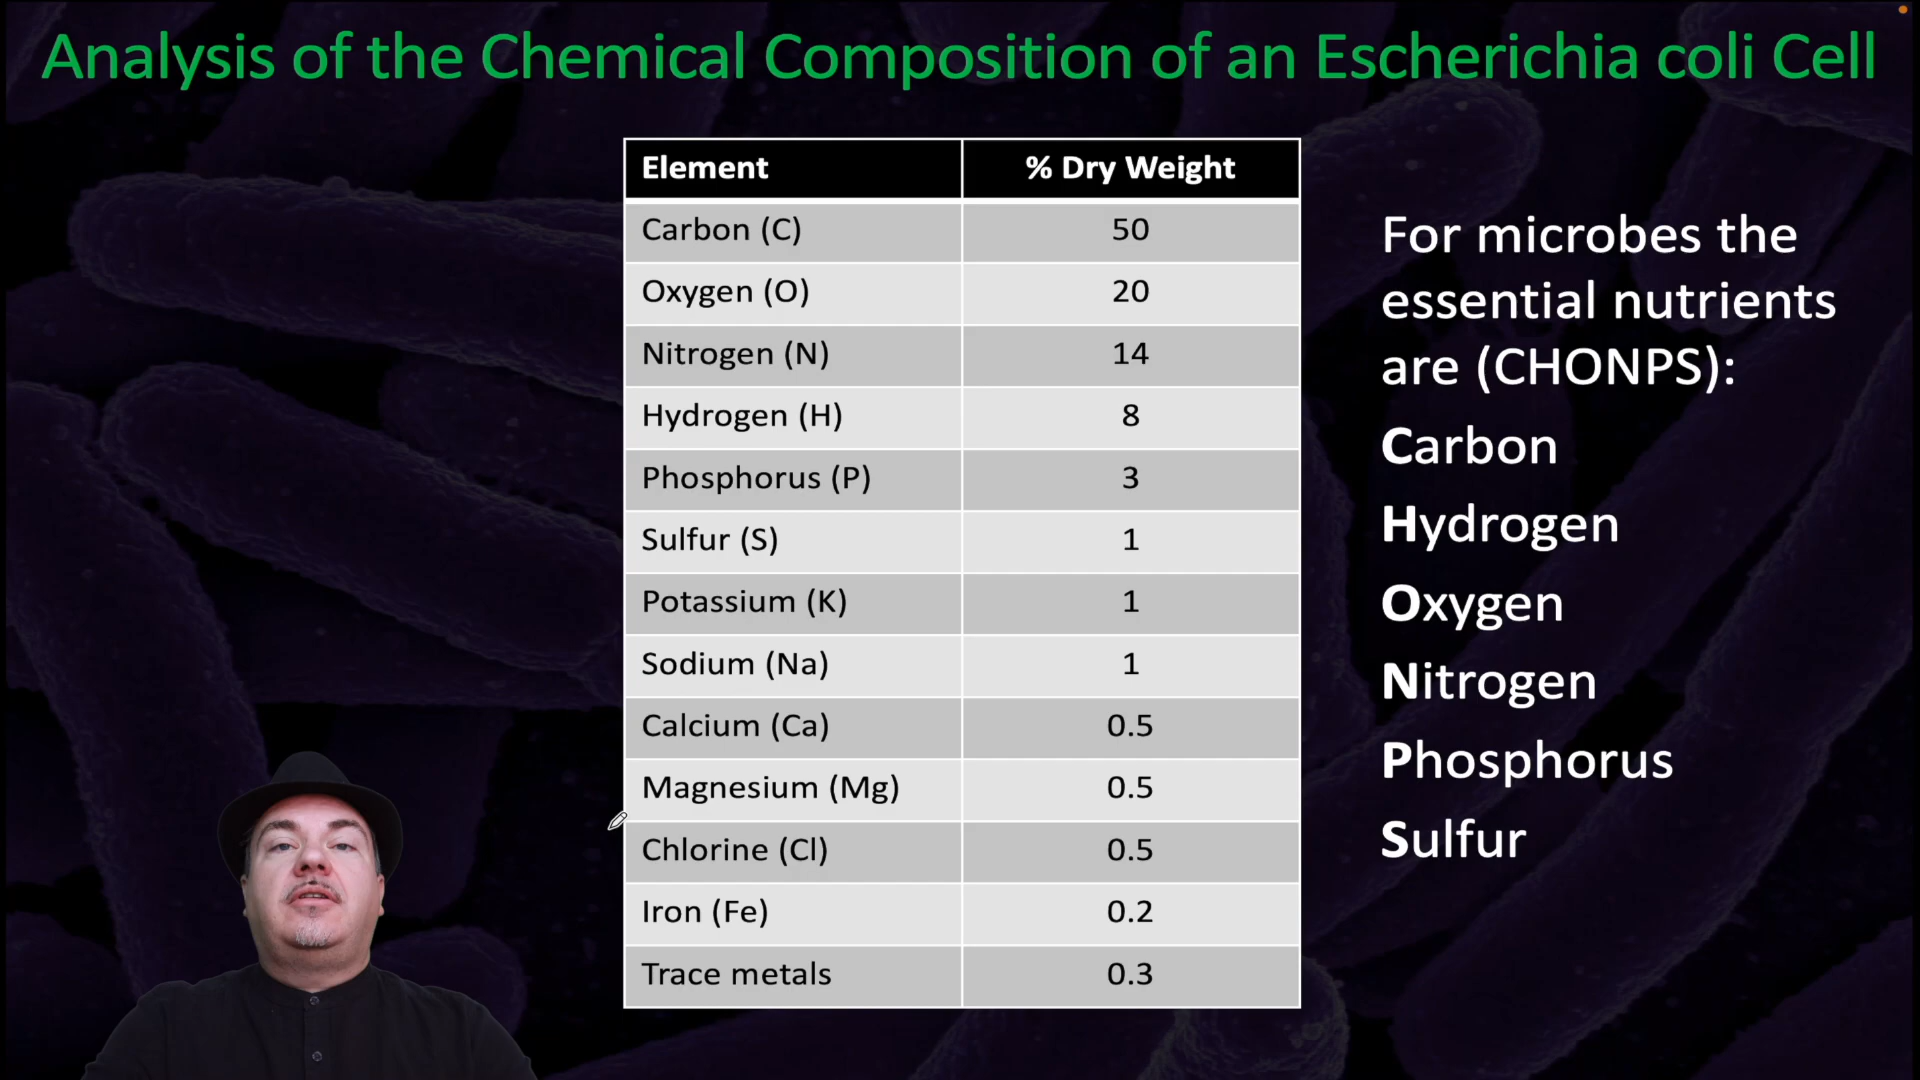 Analysis of the Chemical Composition of an Escherichia coli Cell
Element % Dry Weight
Carbon (C) 50
Oxygen (O) 20
Nitrogen (N) 14
Hydrogen (H) 8
Phosphorus (P) 3
Sulfur (S) 1
Potassium (K) 1
Sodium (Na) 1
Calcium (Ca) 0.5
Magnesium (Mg) 0.5
Chlorine (Cl) 0.5
Iron (Fe) 0.2
Trace metals 0.3
For microbes the
essential nutrients
are (CHONPS):
Carbon
Hydrogen
Oxygen
Nitrogen
Phosphorus
Sulfur